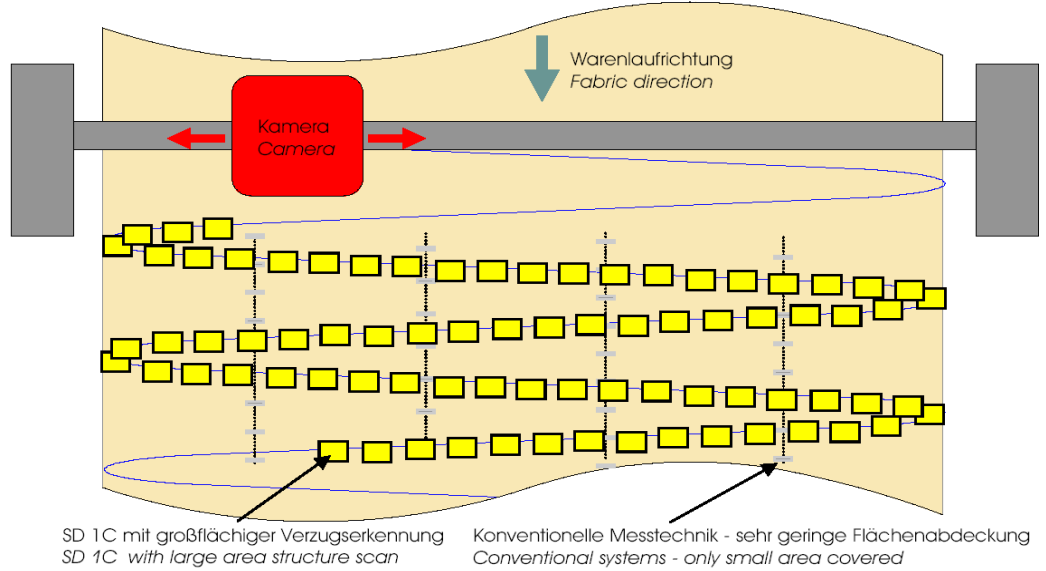 Warenlaufrichtung
Fabric direction
Kamera
Camera
SD 1C mit großflächiger Verzugserkennung
SD 1C with large area structure scan
Konventionelle Messtechnik - sehr geringe Flächenabdeckung
Conventional systems - only small area covered